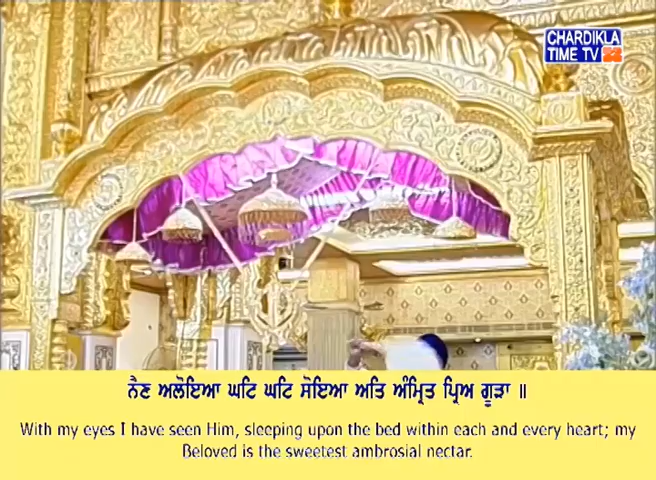 CHARDIKLA
TIME TV
ਨੈਣ ਅਲੋਇਆ ਘਟਿ ਘਟਿ ਸੋਇਆ ਅਤਿ ਅੰਮ੍ਰਿਤ ਪ੍ਰਿਅ ਗੂੜਾ ॥
With my eyes I have seen Him, sleeping upon the bed within each and every heart; my
Beloved is the sweetest ambrosial nectar.